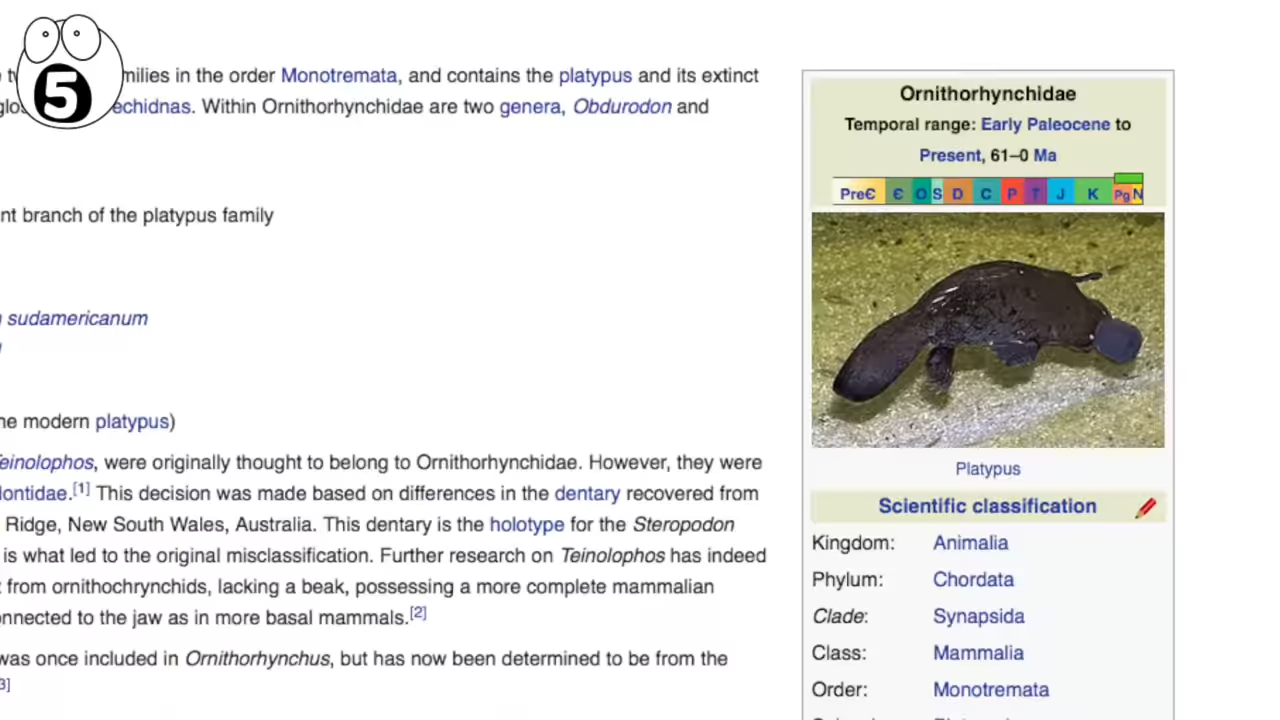 5
milies in the order Monotremata, and contains the platypus and its extinct
echidnas. Within Ornithorhynchidae are two genera, Obdurodon and
nt branch of the platypus family
sudamericanum
ne modern platypus)
Teinolophos, were originally thought to belong to Ornithorhynchidae. However, they were
dontidae.[1] This decision was made based on differences in the dentary recovered from
Ridge, New South Wales, Australia. This dentary is the holotype for the Steropodon
is what led to the original misclassification. Further research on Teinolophos has indeed
from ornithochrynchids, lacking a beak, possessing a more complete mammalian
onnected to the jaw as in more basal mammals.[2]
was once included in Ornithorhynchus, but has now been determined to be from the
3]
Ornithorhynchidae
Temporal range: Early Paleocene to
Present, 61–0 Ma
PreЄ Є O S D C P T J K Pg N
Platypus
Scientific classification
Kingdom: Animalia
Phylum: Chordata
Clade: Synapsida
Class: Mammalia
Order: Monotremata